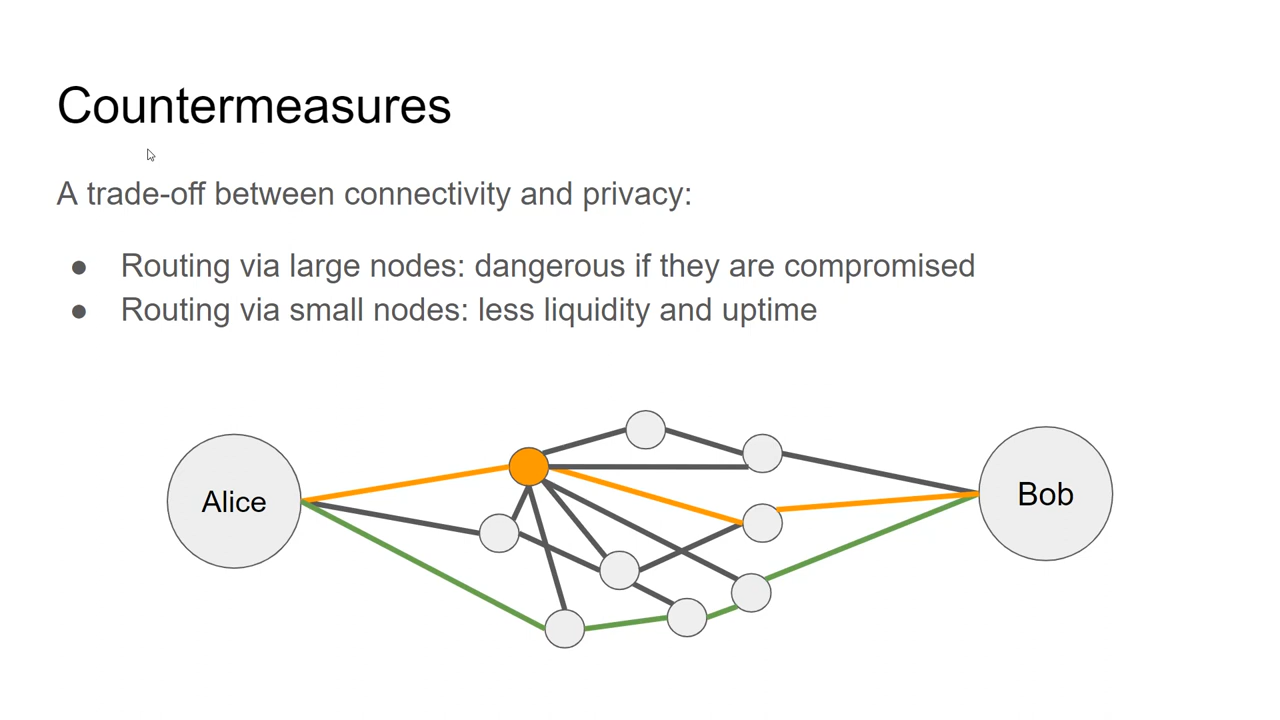 Countermeasures
A trade-off between connectivity and privacy:
● Routing via large nodes: dangerous if they are compromised
● Routing via small nodes: less liquidity and uptime
Alice
Bob